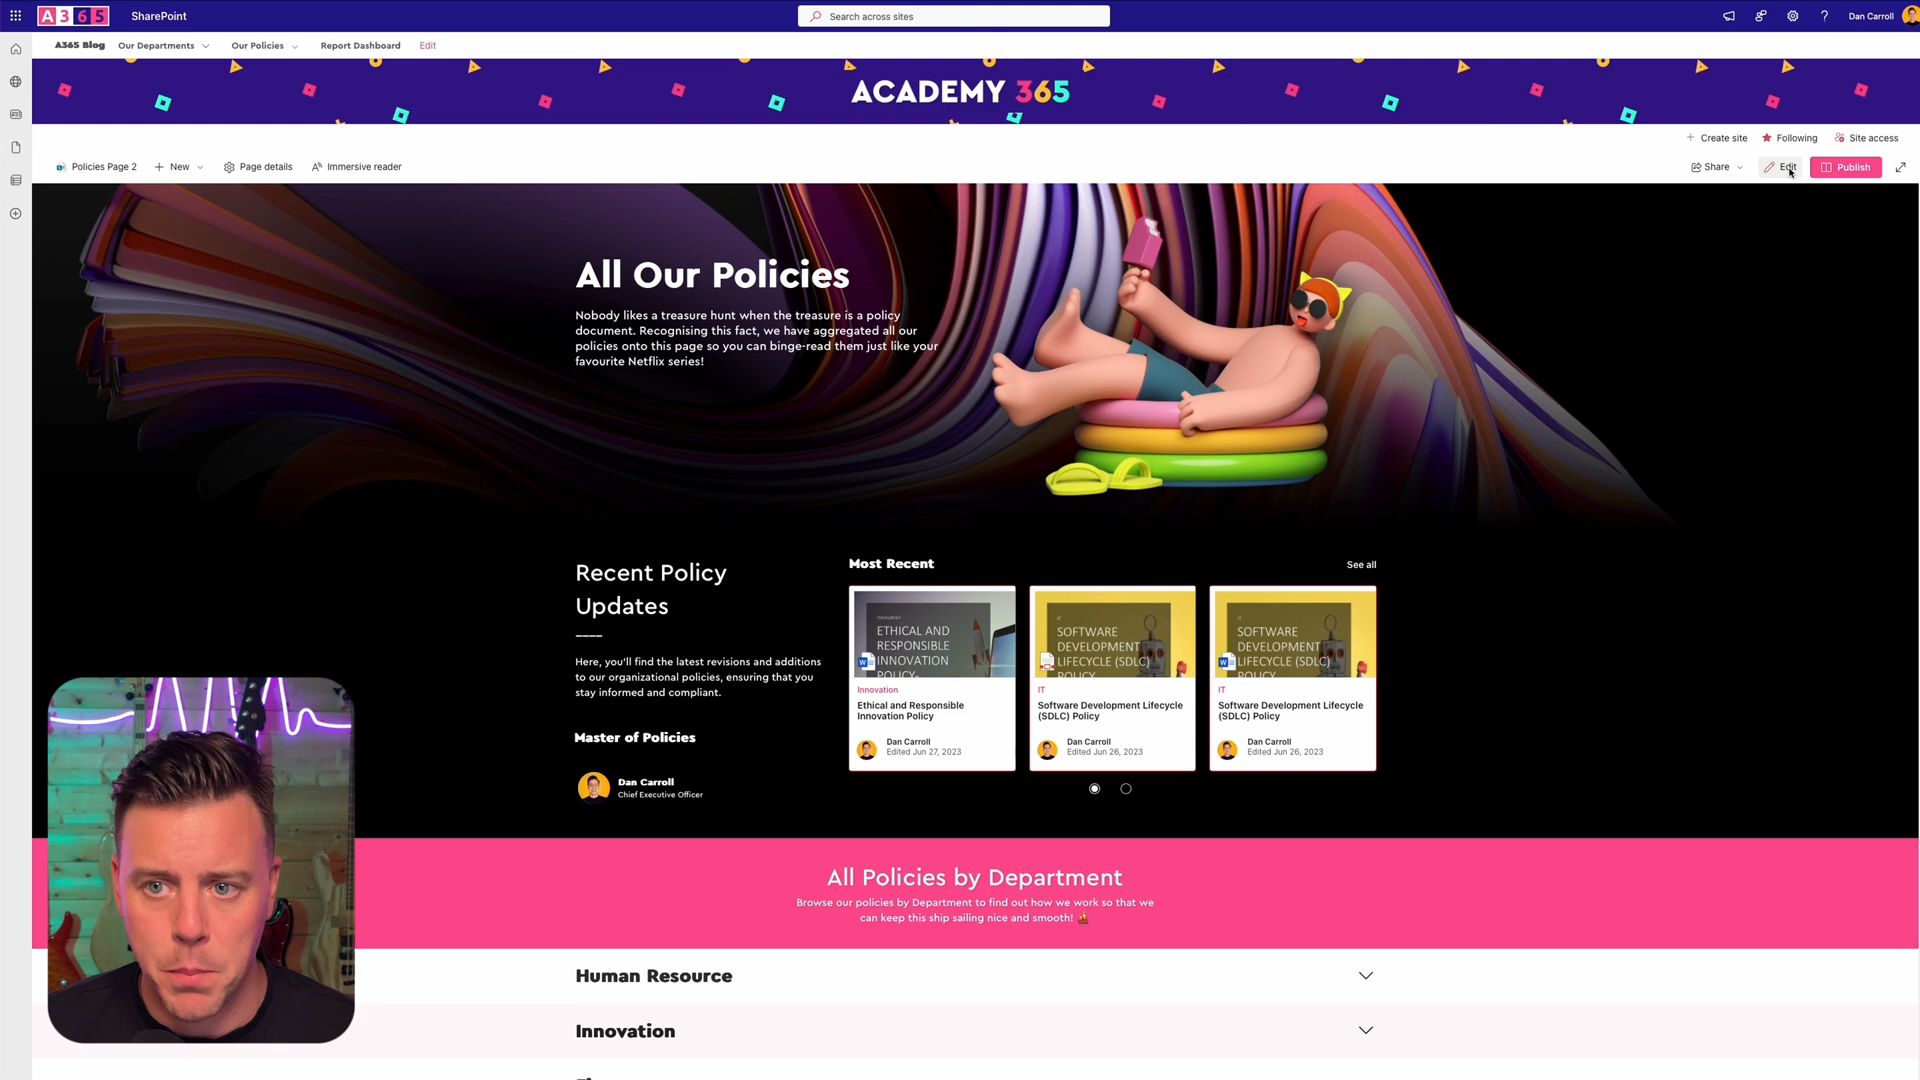 A365
SharePoint
Search across sites
Dan Carroll
A365 Blog
Our Departments
Our Policies
Report Dashboard
Edit
ACADEMY 365
Create site
Following
Site access
Policies Page 2
New
Page details
Immersive reader
Share
Edit
Publish
All Our Policies
Nobody likes a treasure hunt when the treasure is a policy
document. Recognising this fact, we have aggregated all our
policies onto this page so you can binge-read them just like your
favourite Netflix series!
Recent Policy
Updates
Here, you'll find the latest revisions and additions
to our organizational policies, ensuring that you
stay informed and compliant.
Master of Policies
Dan Carroll
Chief Executive Officer
Most Recent
See all
Innovation
ETHICAL AND
RESPONSIBLE
INNOVATION
POLICY-
Innovation
Ethical and Responsible
Innovation Policy
Dan Carroll
Edited Jun 27, 2023
IT
SOFTWARE
DEVELOPMENT
LIFECYCLE (SDLC)
POLICY
IT
Software Development Lifecycle
(SDLC) Policy
Dan Carroll
Edited Jun 26, 2023
IT
SOFTWARE
DEVELOPMENT
LIFECYCLE (SDLC)
POLICY
IT
Software Development Lifecycle
(SDLC) Policy
Dan Carroll
Edited Jun 26, 2023
All Policies by Department
Browse our policies by Department to find out how we work so that we
can keep this ship sailing nice and smooth!
Human Resource
Innovation